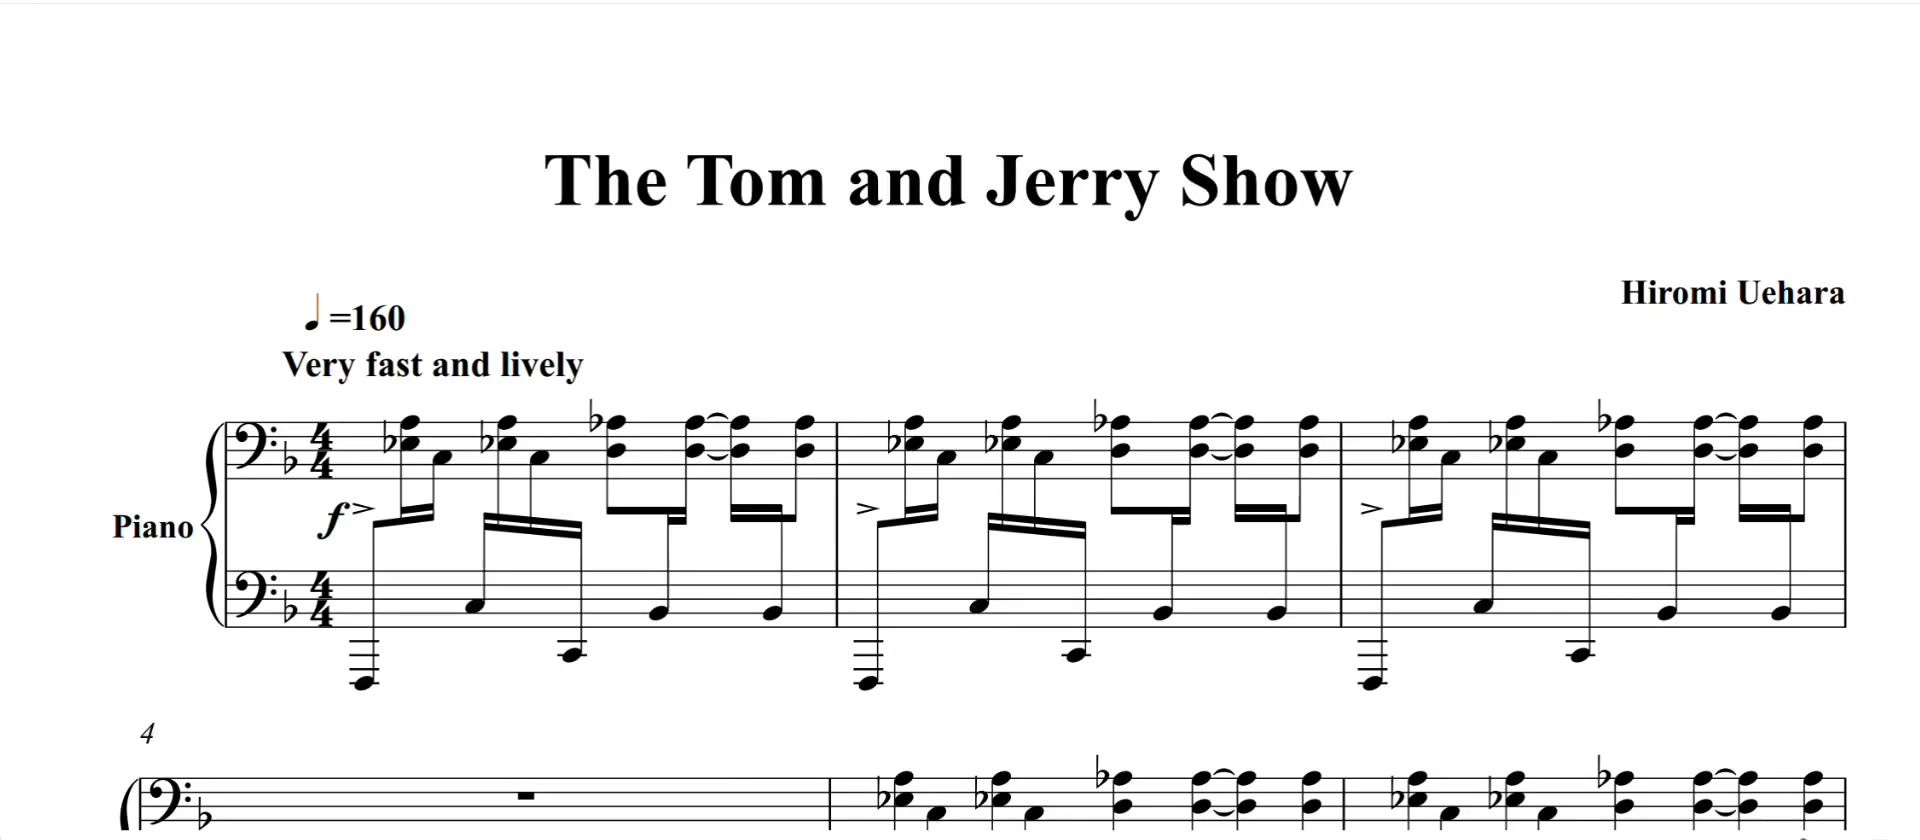 The Tom and Jerry Show
Hiromi Uehara
♩=160
Very fast and lively
f
Piano
4